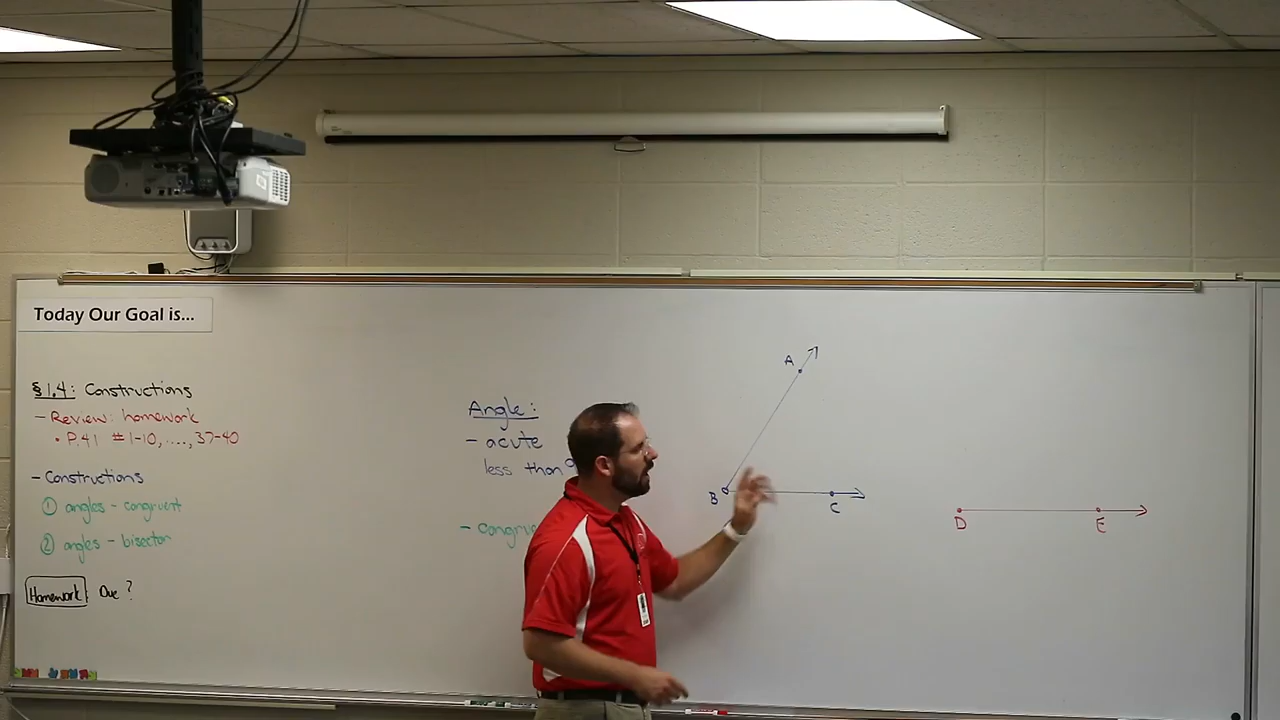 Today Our Goal is...
§1.4: Constructions
- Review: homework
• P.41 # 1-10, ...., 37-40
- Constructions
① angles - congruent
② angles - bisector
Homework Due?
Angle:
- acute
less than
- congrue
A
B
C
D
E